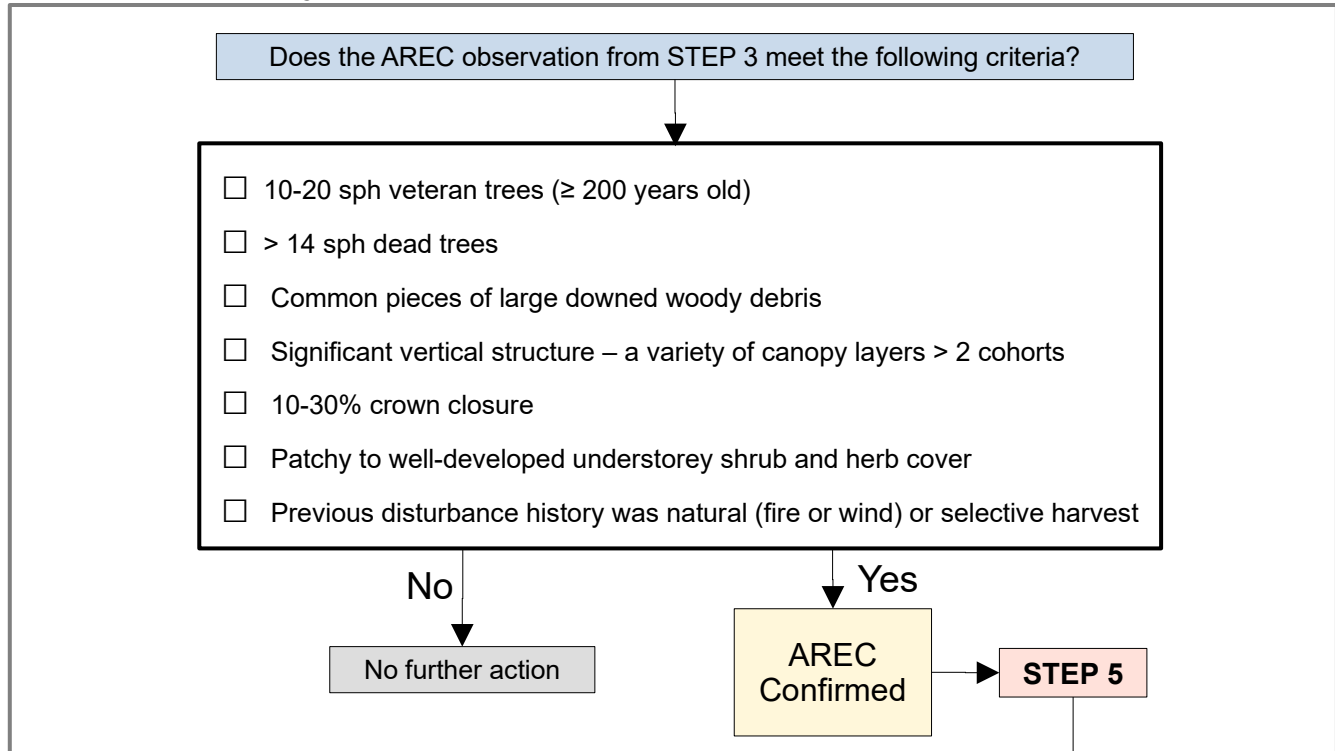 Does the AREC observation from STEP 3 meet the following criteria?
☐ 10-20 sph veteran trees (≥ 200 years old)
☐ > 14 sph dead trees
☐ Common pieces of large downed woody debris
☐ Significant vertical structure – a variety of canopy layers > 2 cohorts
☐ 10-30% crown closure
☐ Patchy to well-developed understorey shrub and herb cover
☐ Previous disturbance history was natural (fire or wind) or selective harvest
No
Yes
No further action
AREC
Confirmed
STEP 5